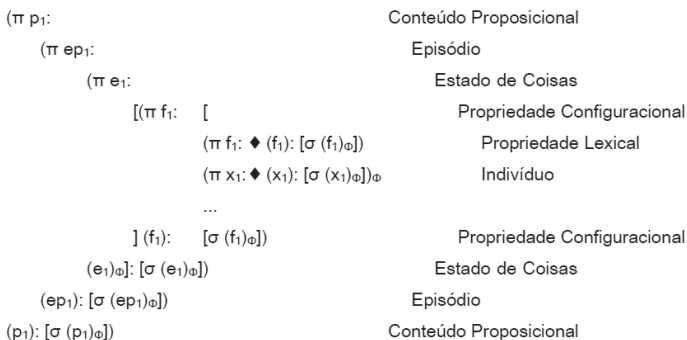 (π p₁: Conteúdo Proposicional
(π ep₁: Episódio
(π e₁: Estado de Coisas
[(π f₁: [ Propriedade Configuracional
(π f₁: ♦ (f₁): [σ (f₁)Φ]) Propriedade Lexical
(π x₁: ♦ (x₁): [σ (x₁)Φ])Φ Indivíduo
...
] (f₁): [σ (f₁)Φ]) Propriedade Configuracional
(e₁)Φ]: [σ (e₁)Φ]) Estado de Coisas
(ep₁): [σ (ep₁)Φ]) Episódio
(p₁): [σ (p₁)Φ]) Conteúdo Proposicional